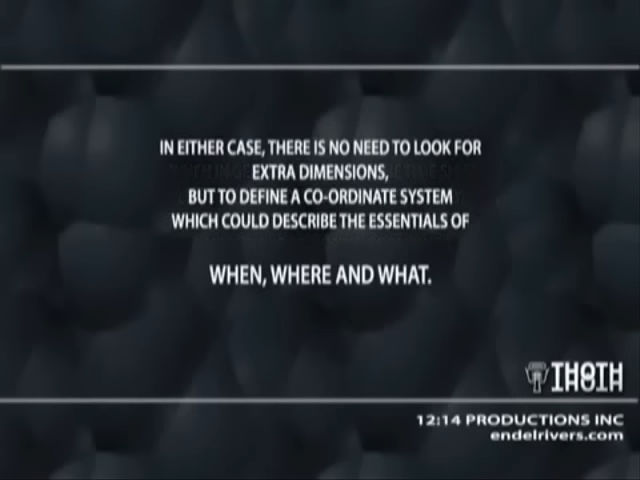 IN EITHER CASE, THERE IS NO NEED TO LOOK FOR
EXTRA DIMENSIONS,
BUT TO DEFINE A CO-ORDINATE SYSTEM
WHICH COULD DESCRIBE THE ESSENTIALS OF
WHEN, WHERE AND WHAT.
THOTH
12:14 PRODUCTIONS INC
endelrivers.com